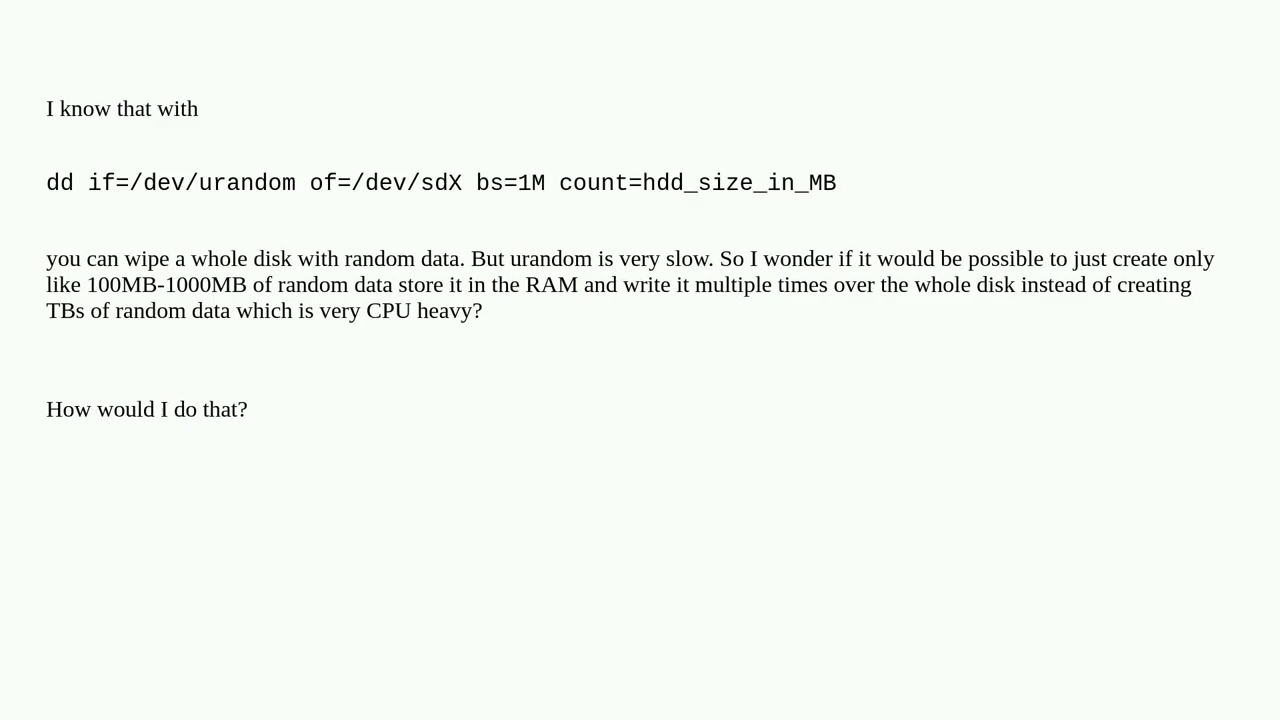 I know that with
dd if=/dev/urandom of=/dev/sdX bs=1M count=hdd_size_in_MB
you can wipe a whole disk with random data. But urandom is very slow. So I wonder if it would be possible to just create only
like 100MB-1000MB of random data store it in the RAM and write it multiple times over the whole disk instead of creating
TBs of random data which is very CPU heavy?
How would I do that?